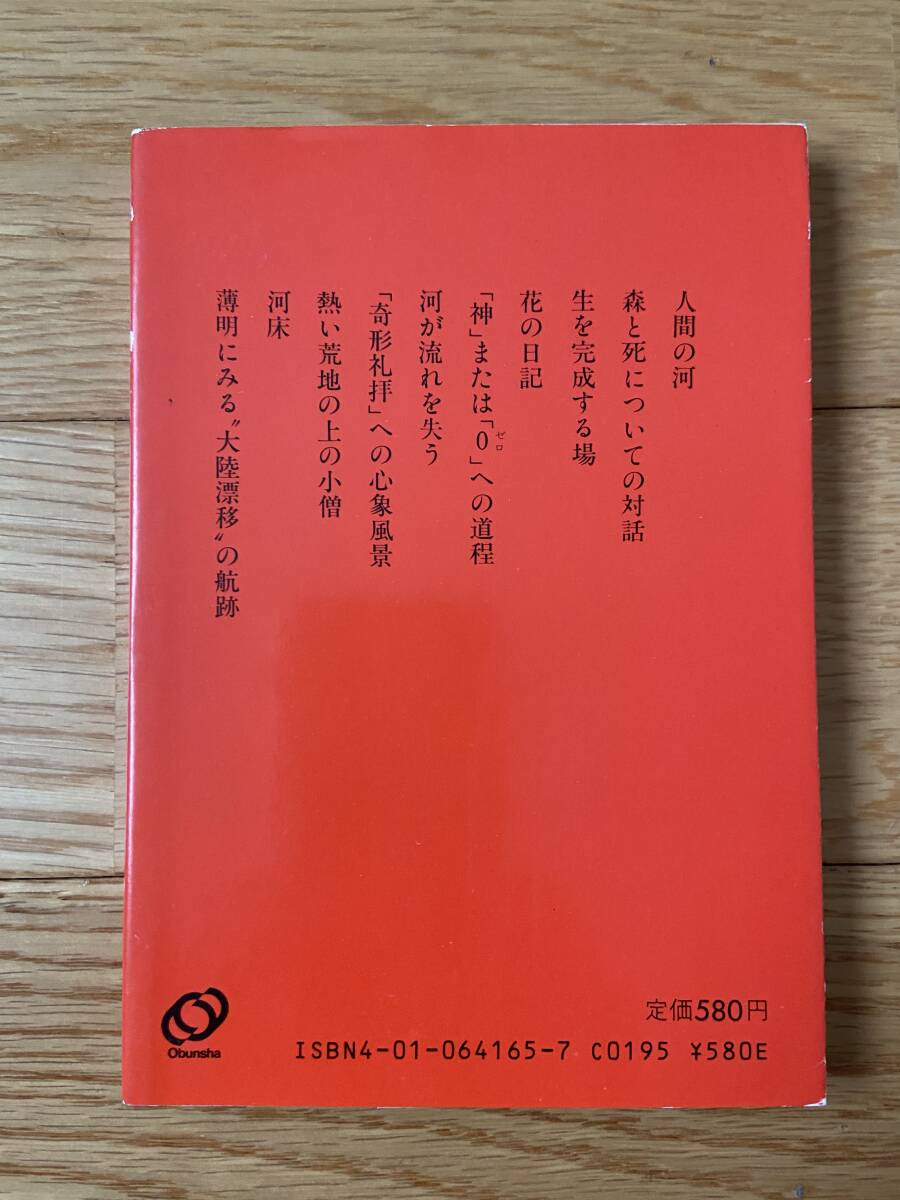 人間の河
森と死についての対話
生を完成する場
花の日記
「神」または「0」への道程
ゼロ
河が流れを失う
「奇形礼拝」への心象風景
熱い荒地の上の小僧
河床
薄明にみる〝大陸漂移〟の航跡
定価580円
Obunsha
ISBN4-01-064165-7 C0195 ¥580E